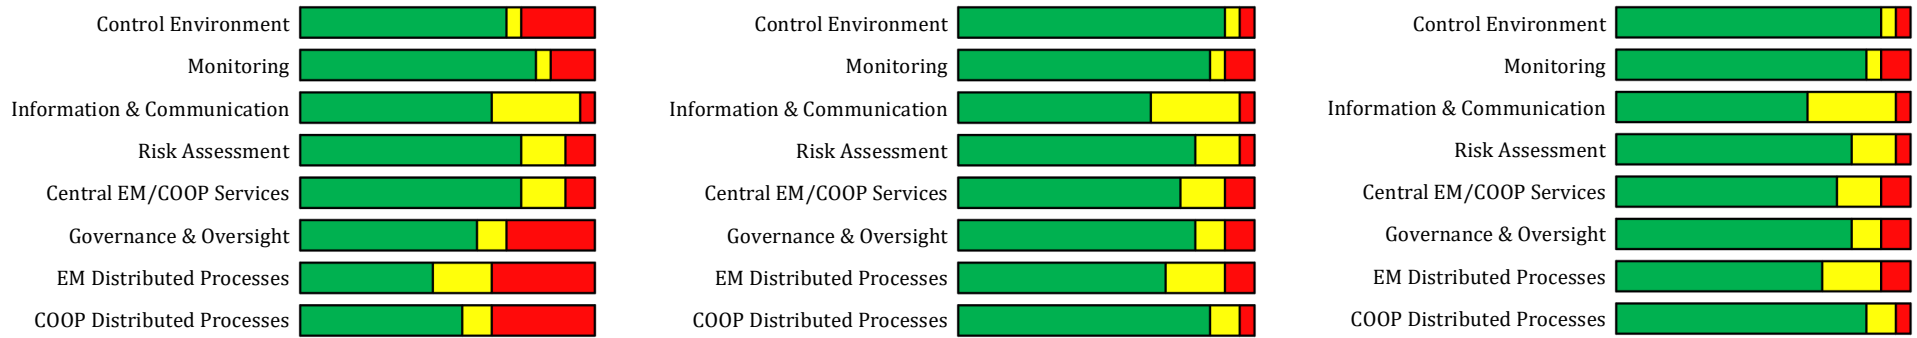 Control Environment
Monitoring
Information & Communication
Risk Assessment
Central EM/COOP Services
Governance & Oversight
EM Distributed Processes
COOP Distributed Processes
Control Environment
Monitoring
Information & Communication
Risk Assessment
Central EM/COOP Services
Governance & Oversight
EM Distributed Processes
COOP Distributed Processes
Control Environment
Monitoring
Information & Communication
Risk Assessment
Central EM/COOP Services
Governance & Oversight
EM Distributed Processes
COOP Distributed Processes